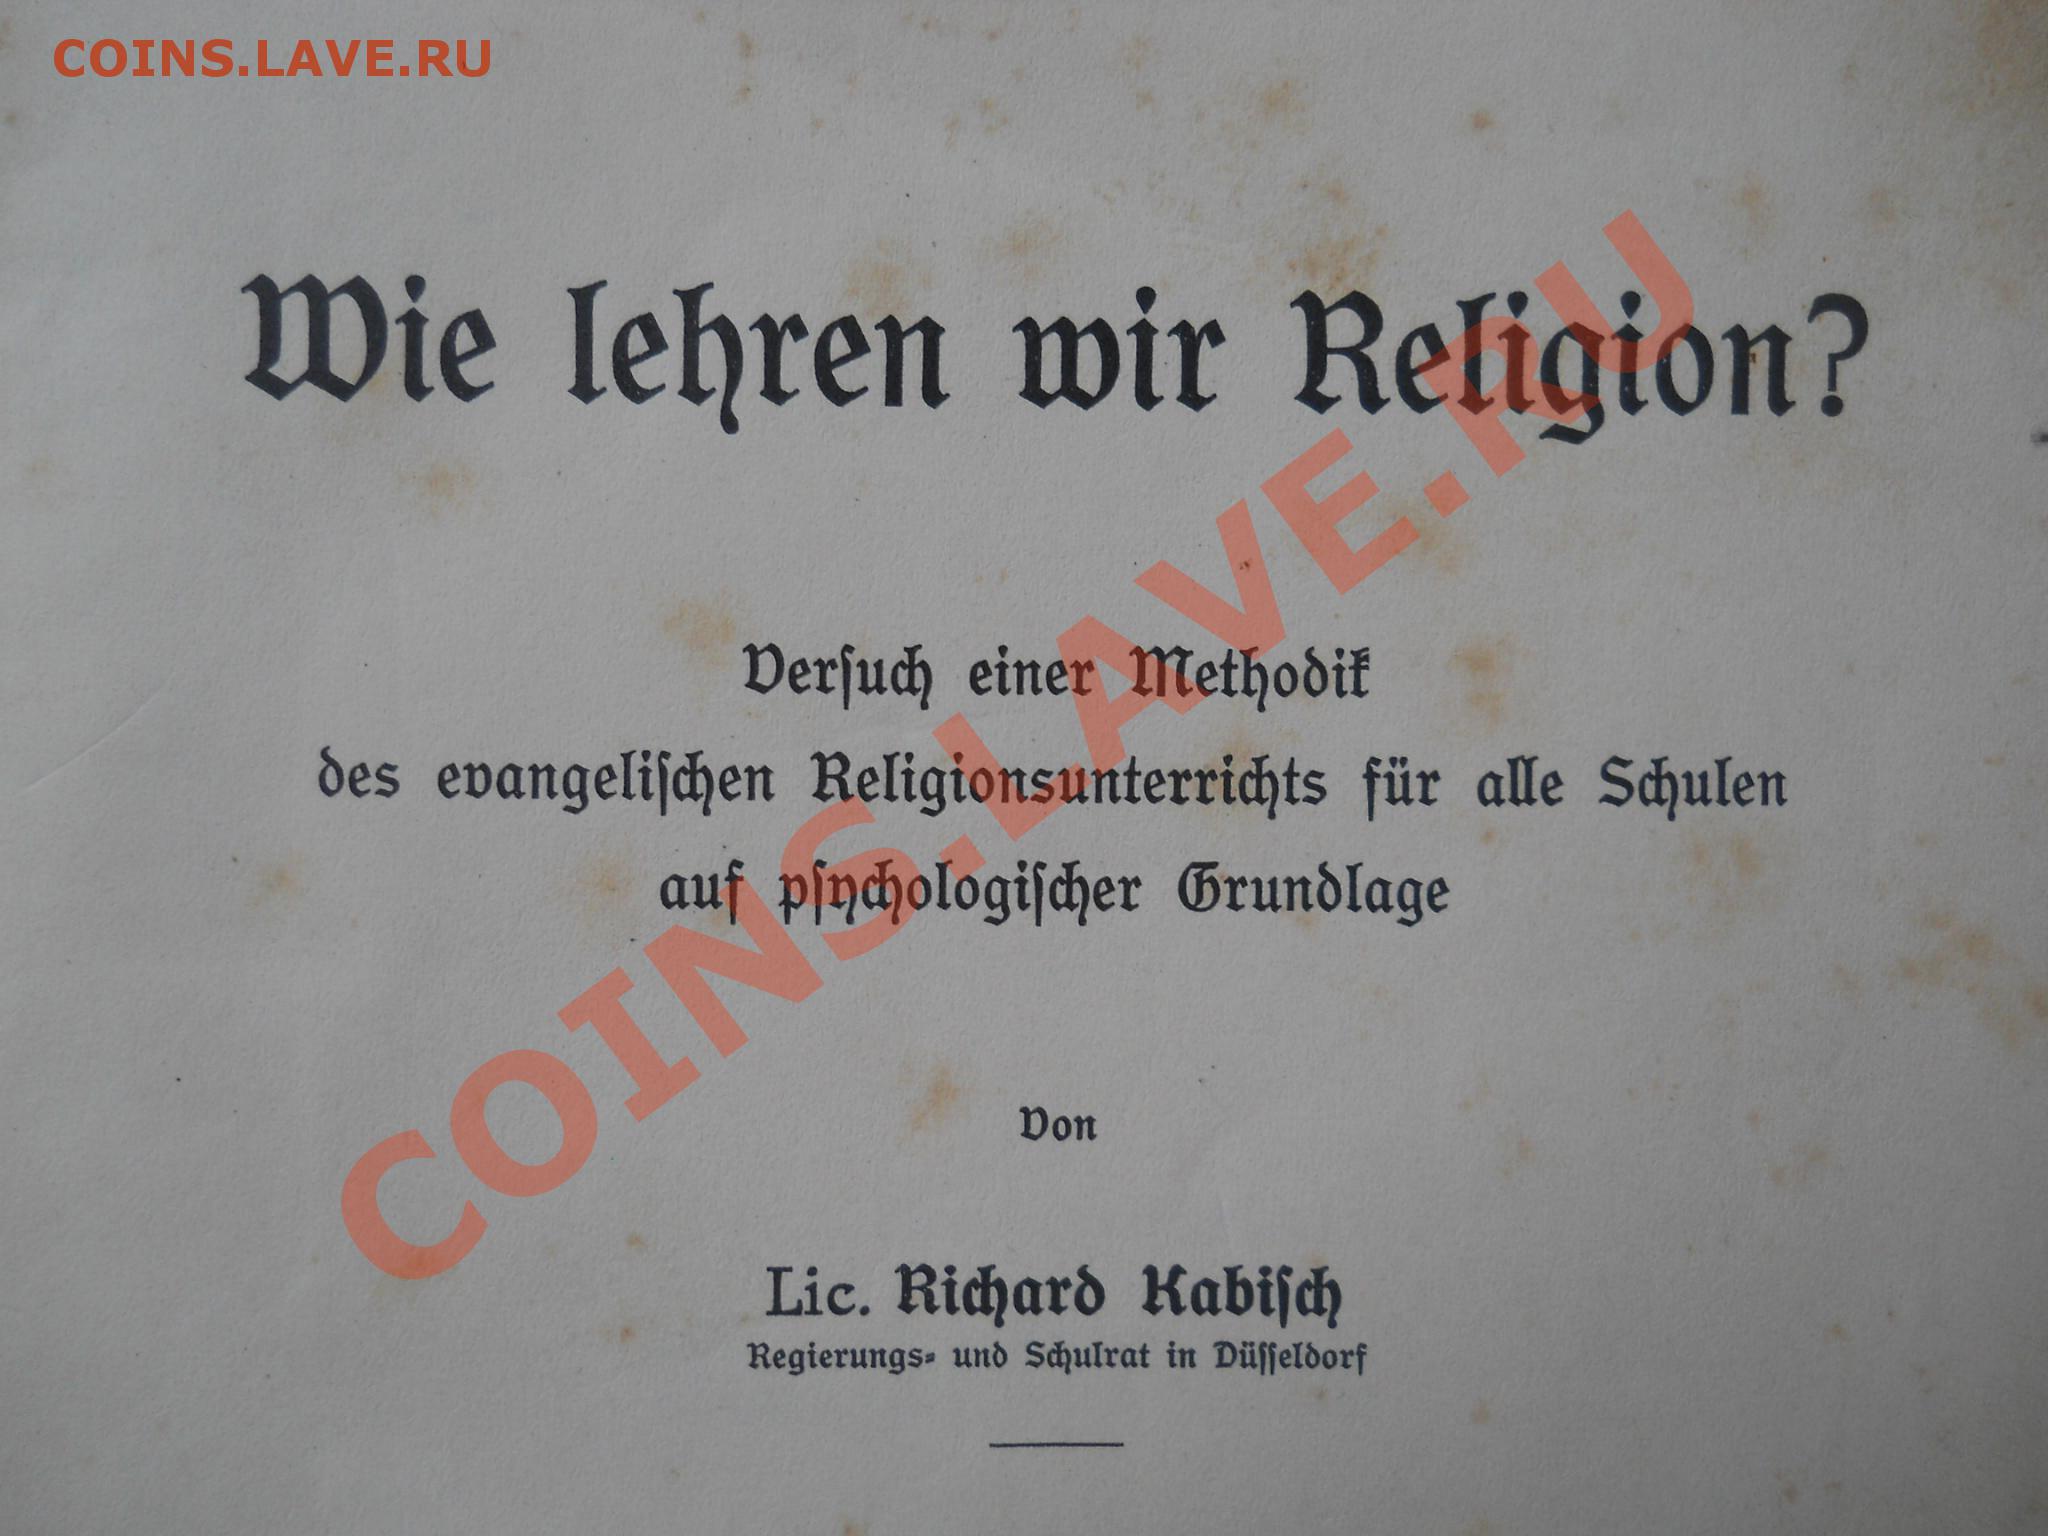 COINS.LAVE.RU
Wie lehren wir Religion?
Versuch einer Methodik
des evangelischen Religionsunterrichts für alle Schulen
auf psychologischer Grundlage
COINS.LAVE.RU
Von
Lic. Richard Kabisch
Regierungs- und Schulrat in Düsseldorf